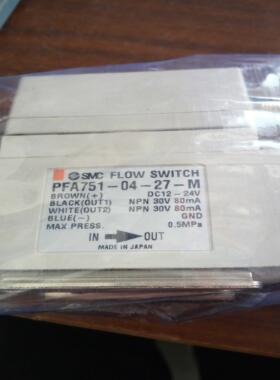 SMC FLOW SWITCH
PFA751-04-27-M
BROWN(+) DC12-24V
BLACK(OUT1) NPN 30V 80mA
WHITE(OUT2) NPN 30V 80mA
BLUE(-) GND
MAX.PRESS. 0.5MPa
IN OUT
MADE IN JAPAN